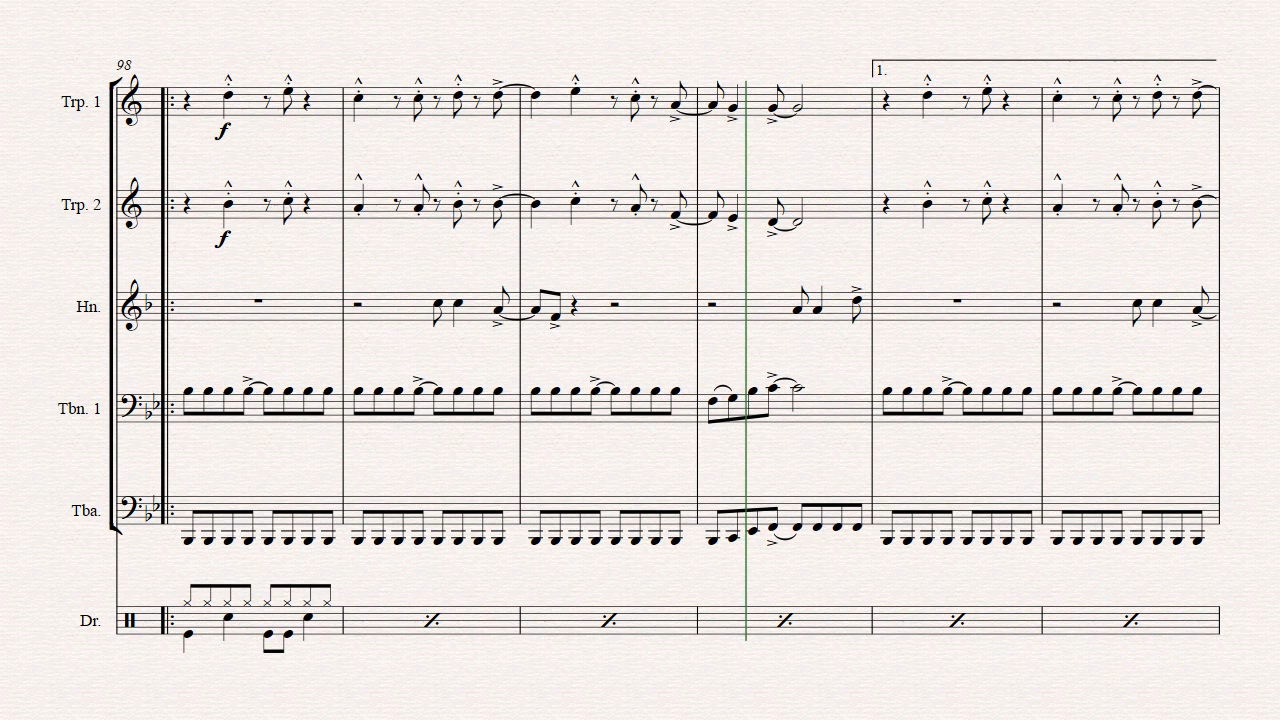 98
1.
Trp. 1
f
Trp. 2
f
Hn.
Tbn. 1
Tba.
Dr.